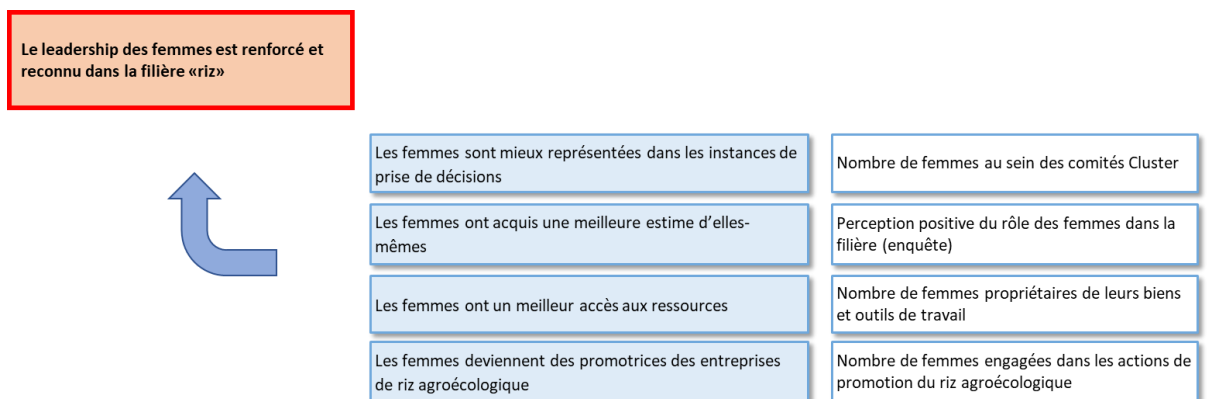 Le leadership des femmes est renforcé et
reconnu dans la filière «riz»
Les femmes sont mieux représentées dans les instances de
prise de décisions
Nombre de femmes au sein des comités Cluster
Les femmes ont acquis une meilleure estime d’elles-
mêmes
Perception positive du rôle des femmes dans la
filière (enquête)
Les femmes ont un meilleur accès aux ressources
Nombre de femmes propriétaires de leurs biens
et outils de travail
Les femmes deviennent des promotrices des entreprises
de riz agroécologique
Nombre de femmes engagées dans les actions de
promotion du riz agroécologique